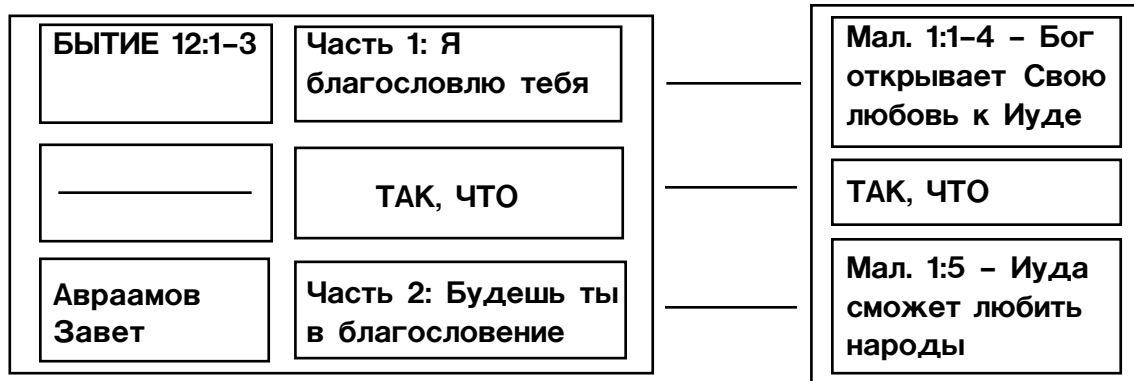 БЫТИЕ 12:1–3
Часть 1: Я
благословлю тебя
Мал. 1:1–4 – Бог
открывает Свою
любовь к Иуде
ТАК, ЧТО
ТАК, ЧТО
Авраамов
Завет
Часть 2: Будешь ты
в благословение
Мал. 1:5 – Иуда
сможет любить
народы